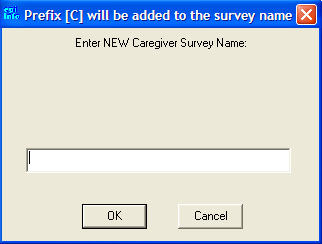 Prefix [C] will be added to the survey name
Enter NEW Caregiver Survey Name:
OK Cancel